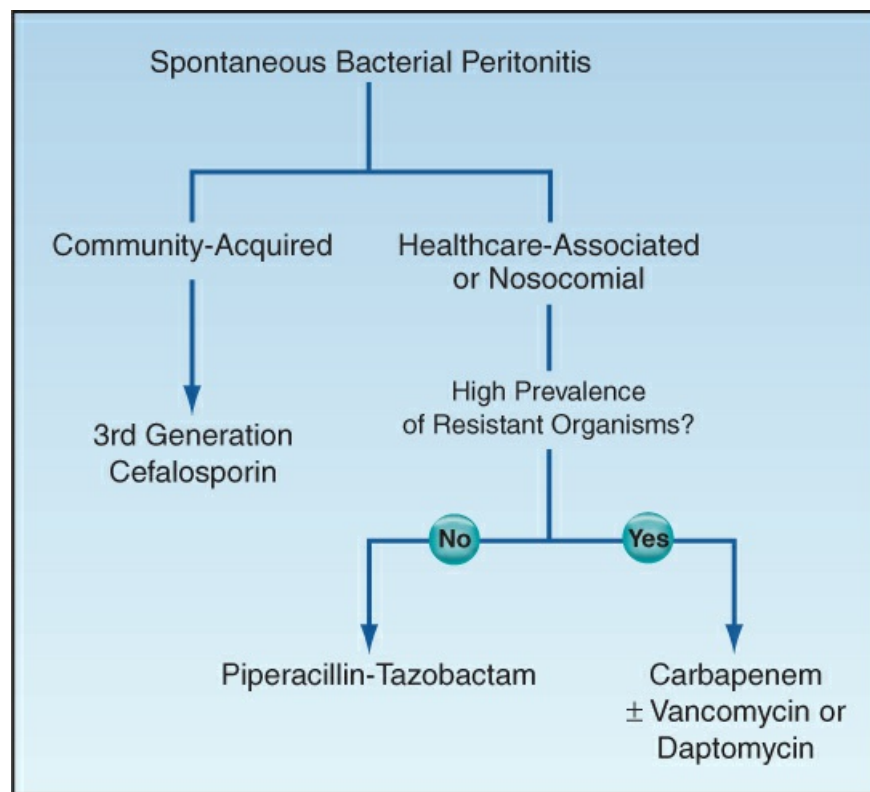 Spontaneous Bacterial Peritonitis
Community-Acquired
Healthcare-Associated
or Nosocomial
High Prevalence
of Resistant Organisms?
3rd Generation
Cefalosporin
No
Yes
Piperacillin-Tazobactam
Carbapenem
± Vancomycin or
Daptomycin